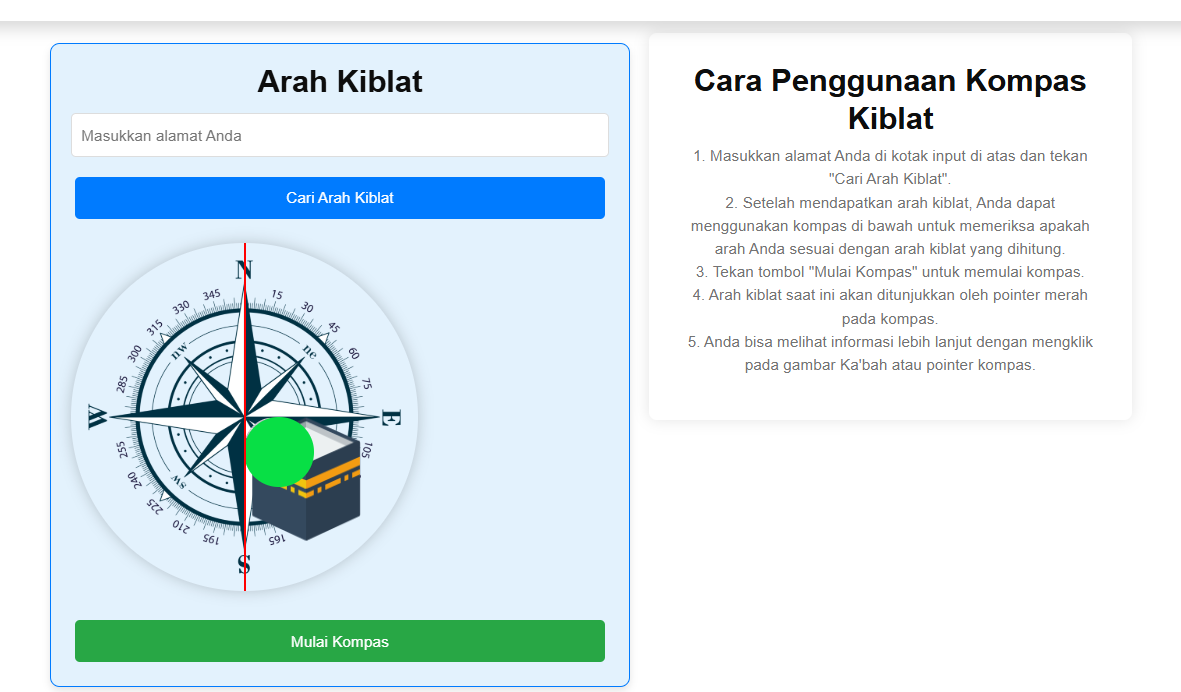 Arah Kiblat
Masukkan alamat Anda
Cari Arah Kiblat
N
345
15
330
30
315
45
nw
ne
300
60
285
75
W
E
255
105
240
sw
225
210
195
165
S
Mulai Kompas
Cara Penggunaan Kompas
Kiblat
1. Masukkan alamat Anda di kotak input di atas dan tekan
"Cari Arah Kiblat".
2. Setelah mendapatkan arah kiblat, Anda dapat
menggunakan kompas di bawah untuk memeriksa apakah
arah Anda sesuai dengan arah kiblat yang dihitung.
3. Tekan tombol "Mulai Kompas" untuk memulai kompas.
4. Arah kiblat saat ini akan ditunjukkan oleh pointer merah
pada kompas.
5. Anda bisa melihat informasi lebih lanjut dengan mengklik
pada gambar Ka'bah atau pointer kompas.